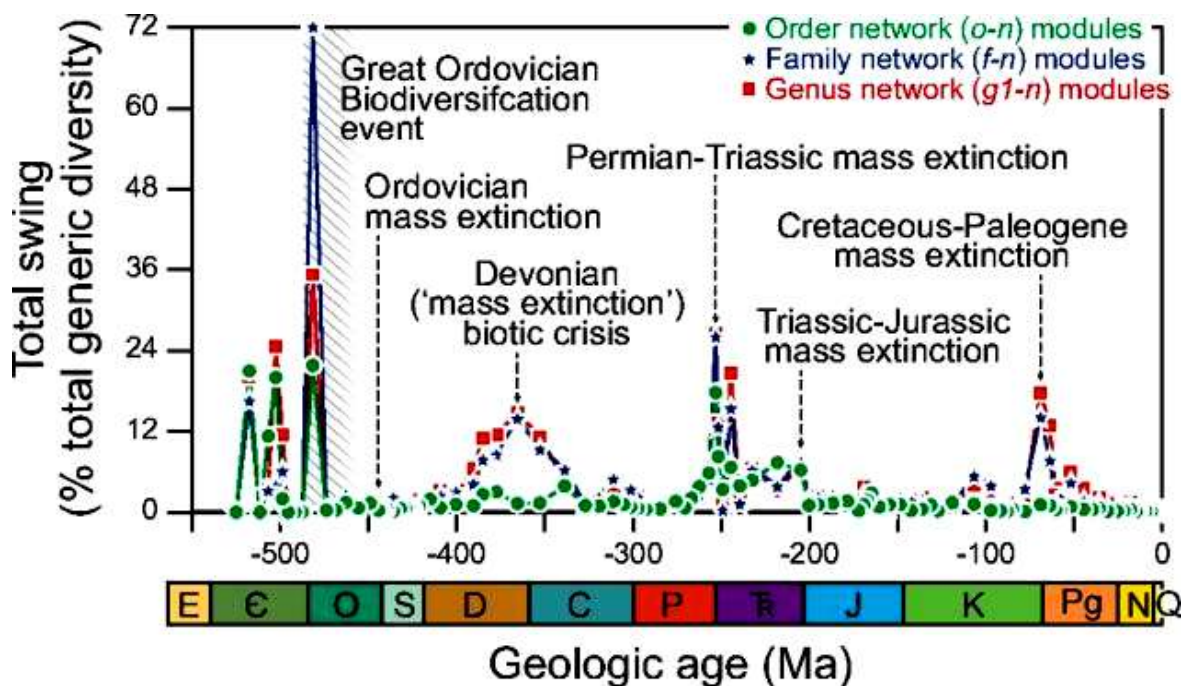 72
60
48
36
24
12
0
Total swing
(% total generic diversity)
Order network (o-n) modules
Family network (f-n) modules
Genus network (g1-n) modules
Great Ordovician
Biodiversifcation
event
Ordovician
mass extinction
Devonian
('mass extinction')
biotic crisis
Permian-Triassic mass extinction
Cretaceous-Paleogene
mass extinction
Triassic-Jurassic
mass extinction
-500 -400 -300 -200 -100 0
E Є O S D C P TR J K Pg N Q
Geologic age (Ma)